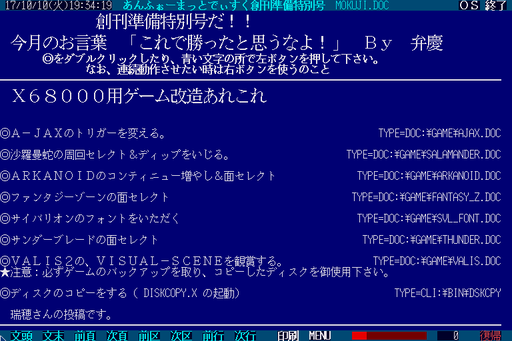 17/10/10(火)19:54:19 あんふぉーまっとでぃすく創刊準備特別号 MOKUJI.DOC ＯＳ 終了
創刊準備特別号だ！！
今月のお言葉 「これで勝ったと思うなよ！」 Ｂｙ 弁慶
◎をダブルクリックしたり、青い文字の所で左ボタンを押して下さい。
なお、連続動作させたい時は右ボタンを使うのこと
Ｘ６８０００用ゲーム改造あれこれ
◎Ａ－ＪＡＸのトリガーを変える。 TYPE=DOC:¥GAME¥AJAX.DOC
◎沙羅曼蛇の周回セレクト＆ディップをいじる。 TYPE=DOC:¥GAME¥SALAMANDER.DOC
◎ＡＲＫＡＮＯＩＤのコンティニュー増やし＆面セレクト TYPE=DOC:¥GAME¥ARKANOID.DOC
◎ファンタジーゾーンの面セレクト TYPE=DOC:¥GAME¥FANTASY_Z.DOC
◎サイバリオンのフォントをいただく TYPE=DOC:¥GAME¥SVL_FONT.DOC
◎サンダーブレードの面セレクト TYPE=DOC:¥GAME¥THUNDER.DOC
◎ＶＡＬＩＳ２の、ＶＩＳＵＡＬ－ＳＣＥＮＥを観賞する。 TYPE=DOC:¥GAME¥VALIS.DOC
★注意：必ずゲームのバックアップを取り、コピーしたディスクを御使用下さい。
◎ディスクのコピーをする（ DISKCOPY.X の起動） TYPE=CLI:¥BIN¥DSKCPY
瑞穂さんの投稿です。
文頭 文末 前頁 次頁 前区 次区 前行 次行 印刷 MENU 0 復帰